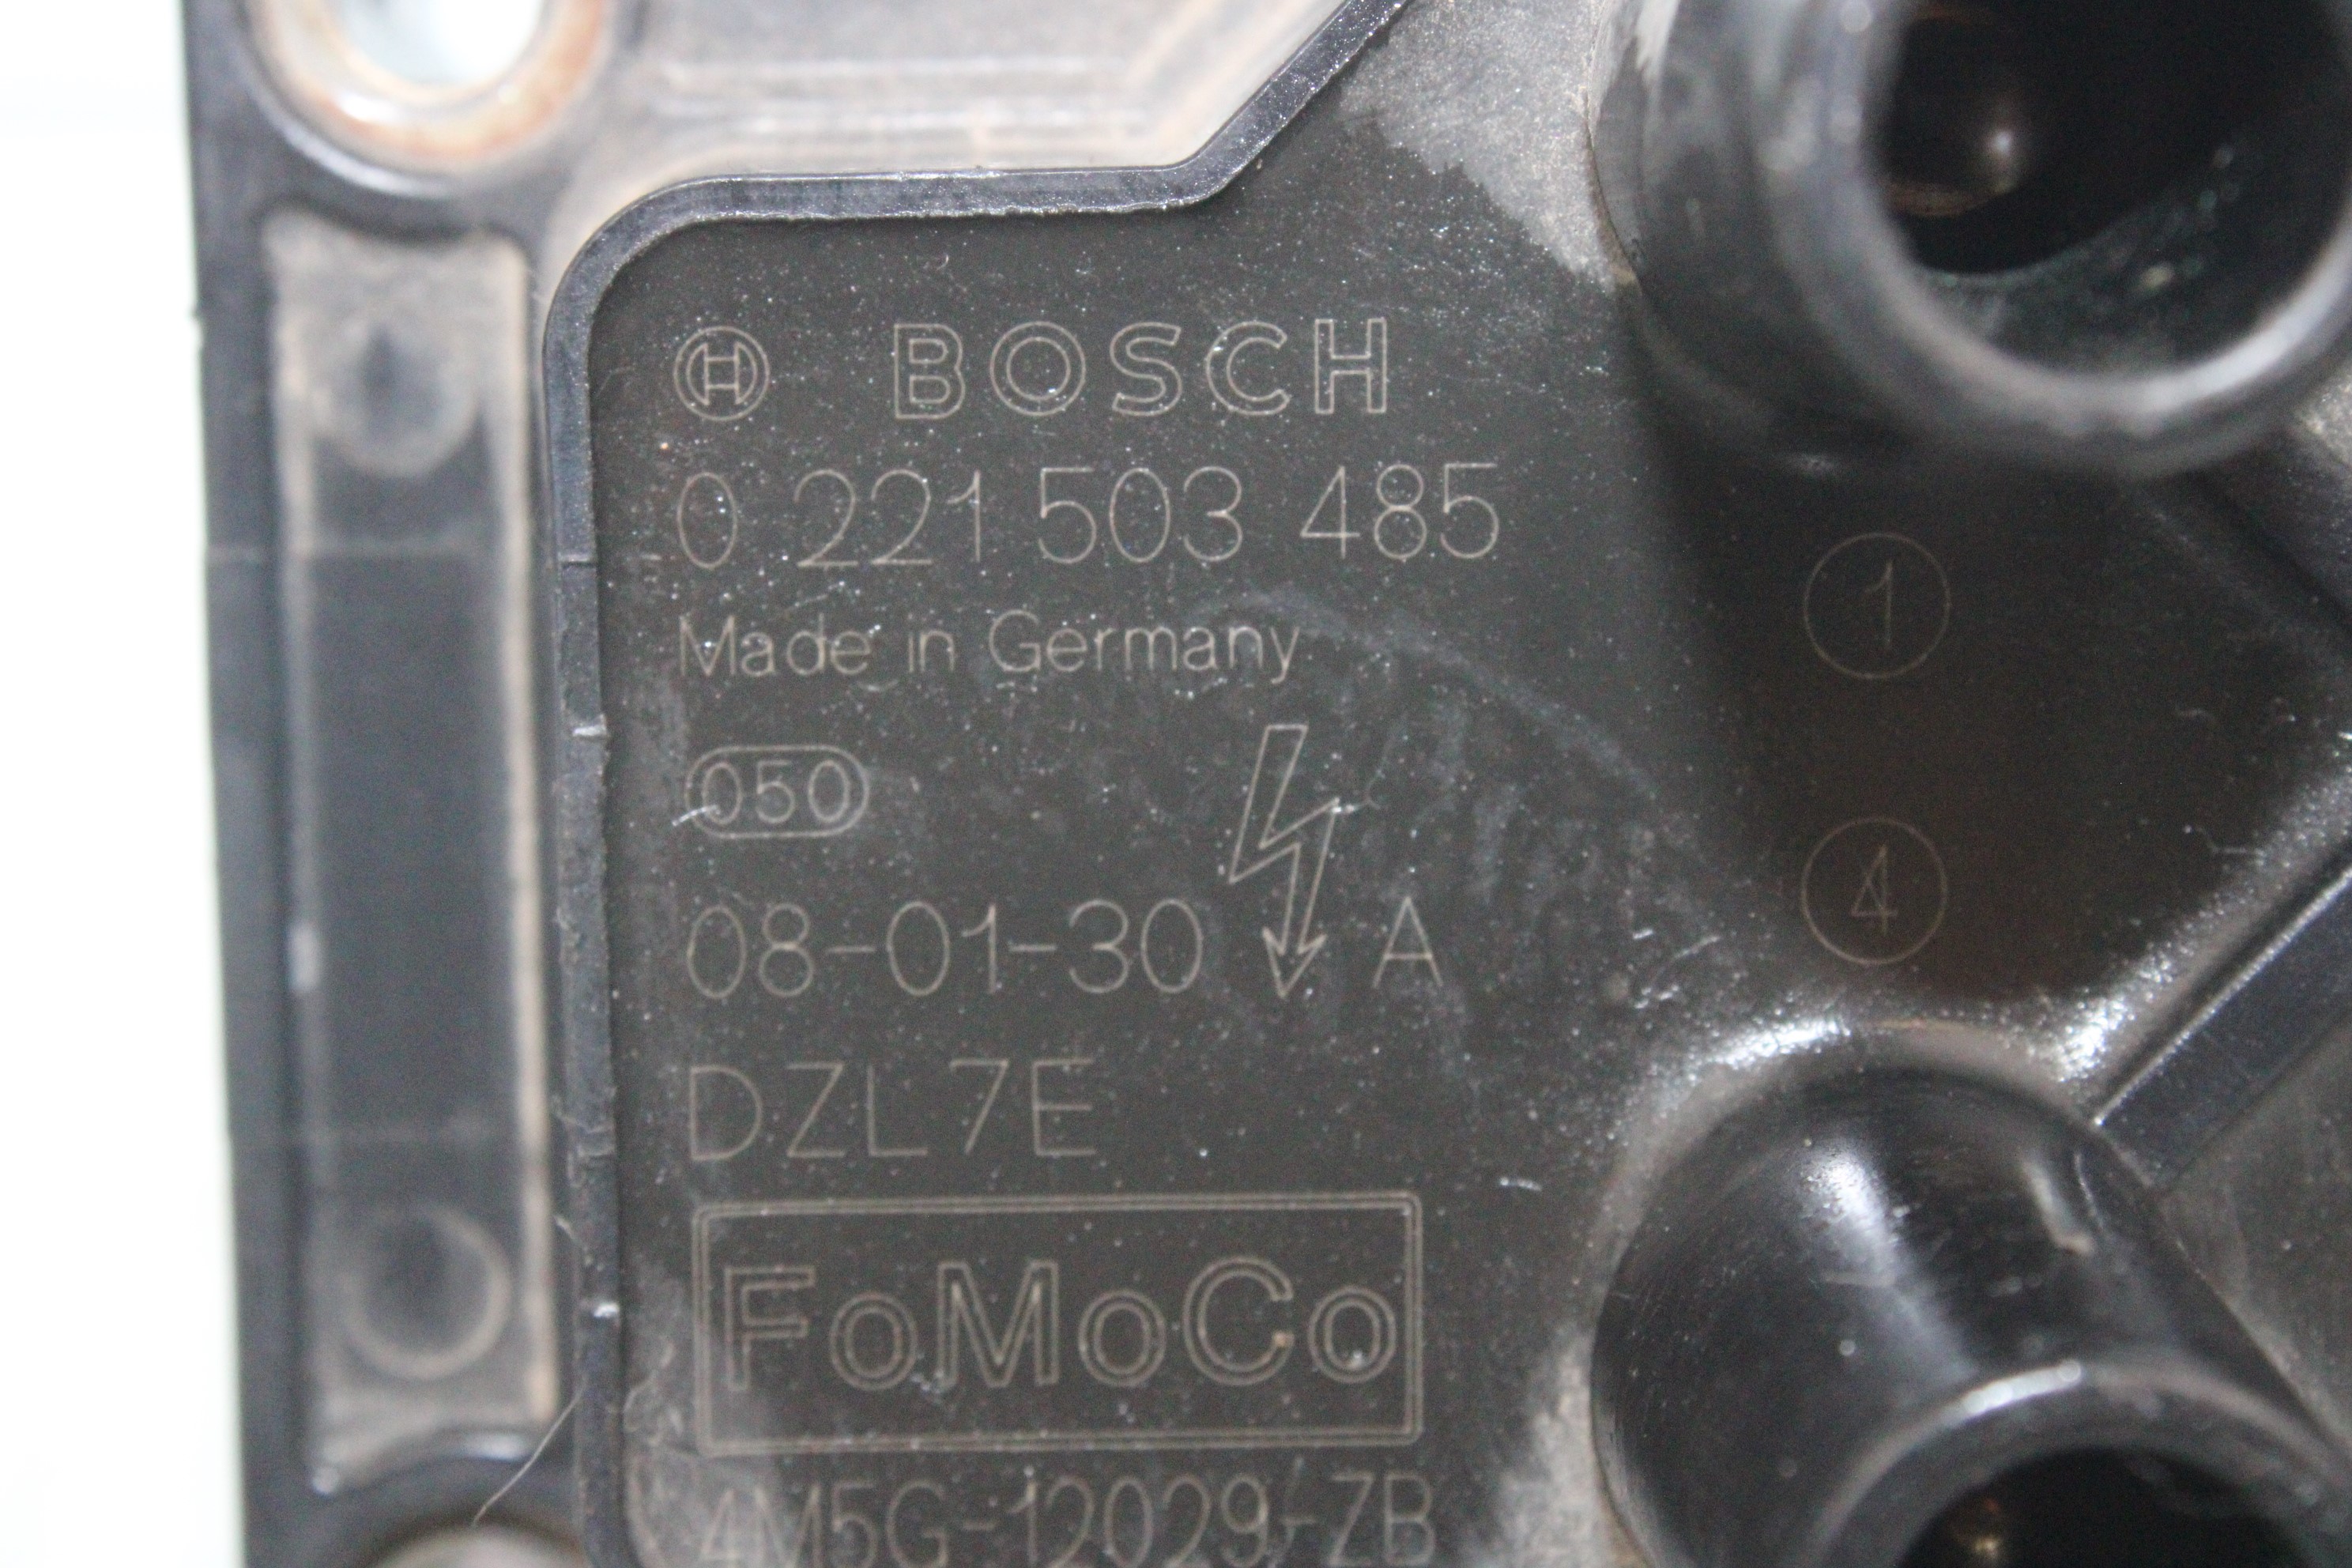 BOSCH
0 221 503 485
Made in Germany
050
08-01-30 A
DZL7E
FoMoCo
4M5G-12029-ZB
1
4